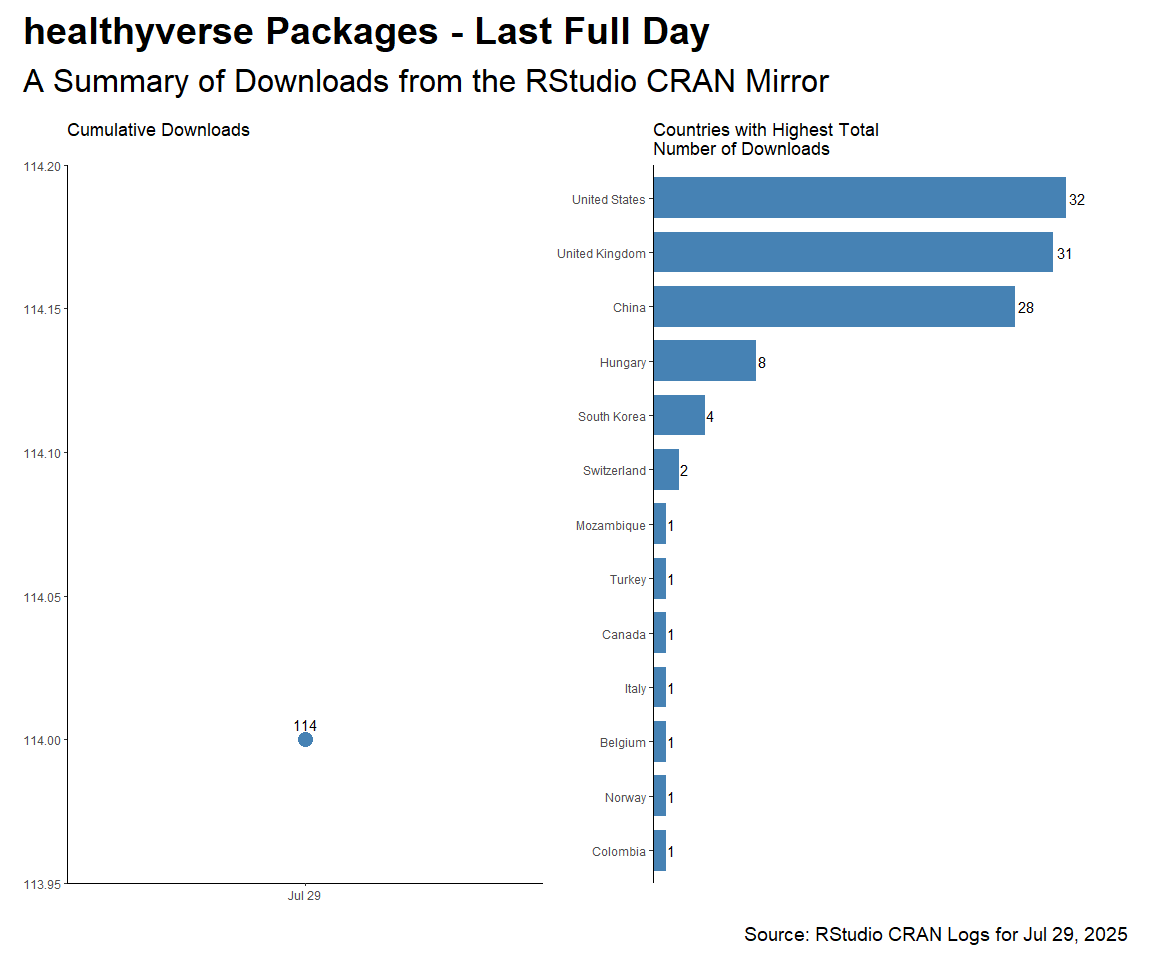 healthyverse Packages - Last Full Day
A Summary of Downloads from the RStudio CRAN Mirror
Cumulative Downloads
114.20
114.15
114.10
114.05
114.00
113.95
114
Jul 29
Countries with Highest Total
Number of Downloads
United States 32
United Kingdom 31
China 28
Hungary 8
South Korea 4
Switzerland 2
Mozambique 1
Turkey 1
Canada 1
Italy 1
Belgium 1
Norway 1
Colombia 1
Source: RStudio CRAN Logs for Jul 29, 2025